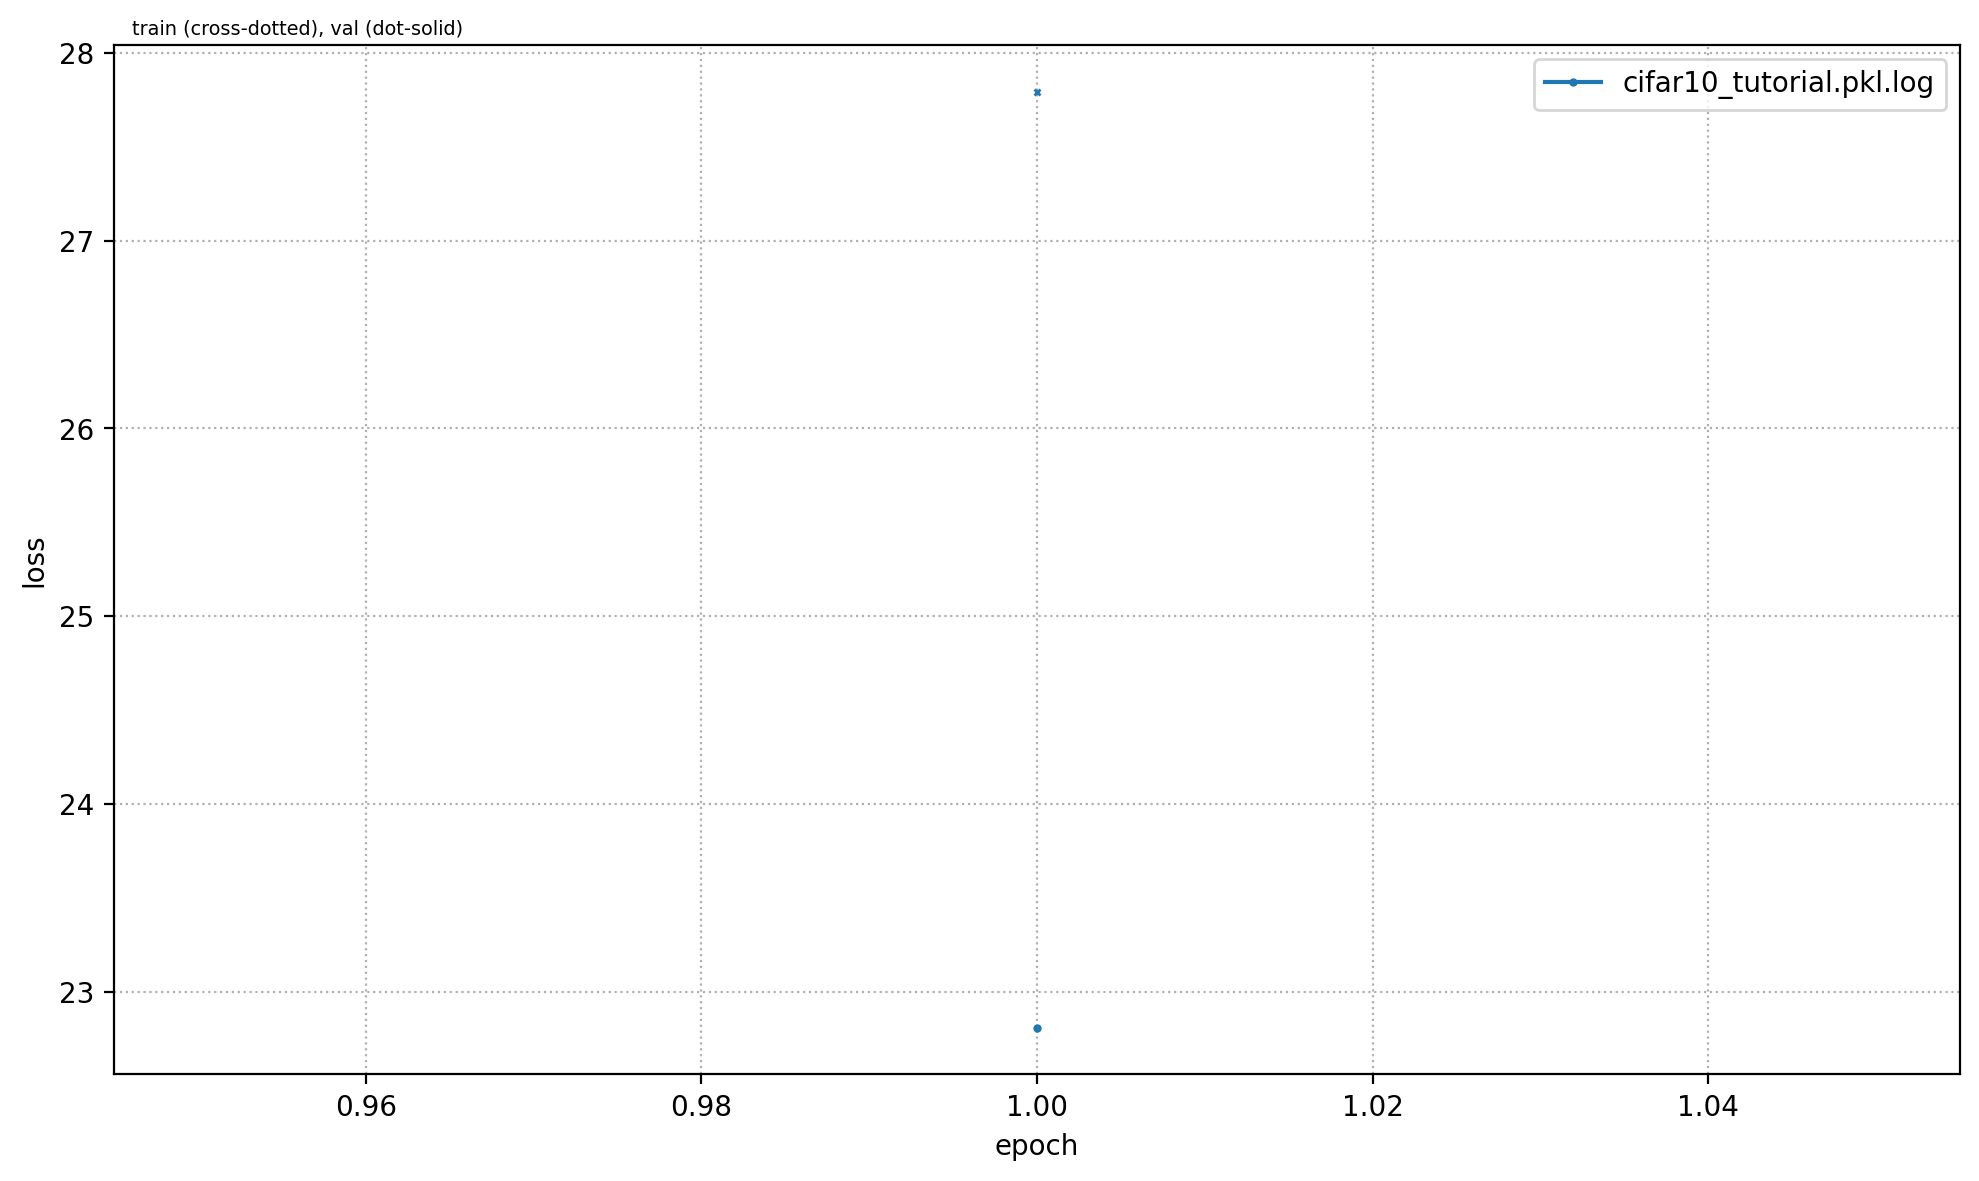 train (cross-dotted), val (dot-solid)
cifar10_tutorial.pkl.log
28
27
26
25
24
23
loss
0.96 0.98 1.00 1.02 1.04
epoch